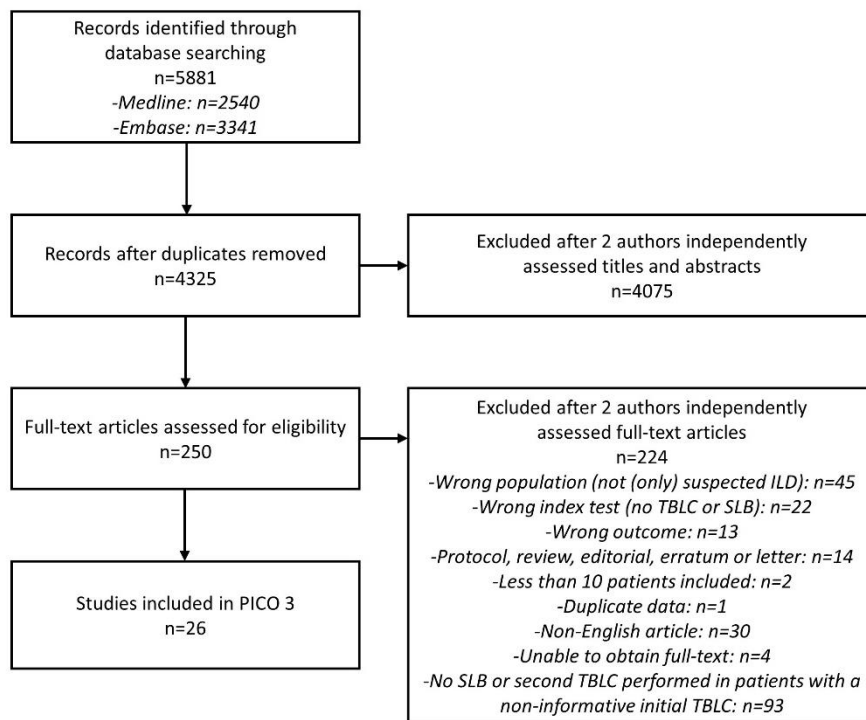 Records identified through
database searching
n=5881
-Medline: n=2540
-Embase: n=3341
Records after duplicates removed
n=4325
Excluded after 2 authors independently
assessed titles and abstracts
n=4075
Full-text articles assessed for eligibility
n=250
Excluded after 2 authors independently
assessed full-text articles
n=224
-Wrong population (not (only) suspected ILD): n=45
-Wrong index test (no TBLC or SLB): n=22
-Wrong outcome: n=13
-Protocol, review, editorial, erratum or letter: n=14
-Less than 10 patients included: n=2
-Duplicate data: n=1
-Non-English article: n=30
-Unable to obtain full-text: n=4
-No SLB or second TBLC performed in patients with a
non-informative initial TBLC: n=93
Studies included in PICO 3
n=26